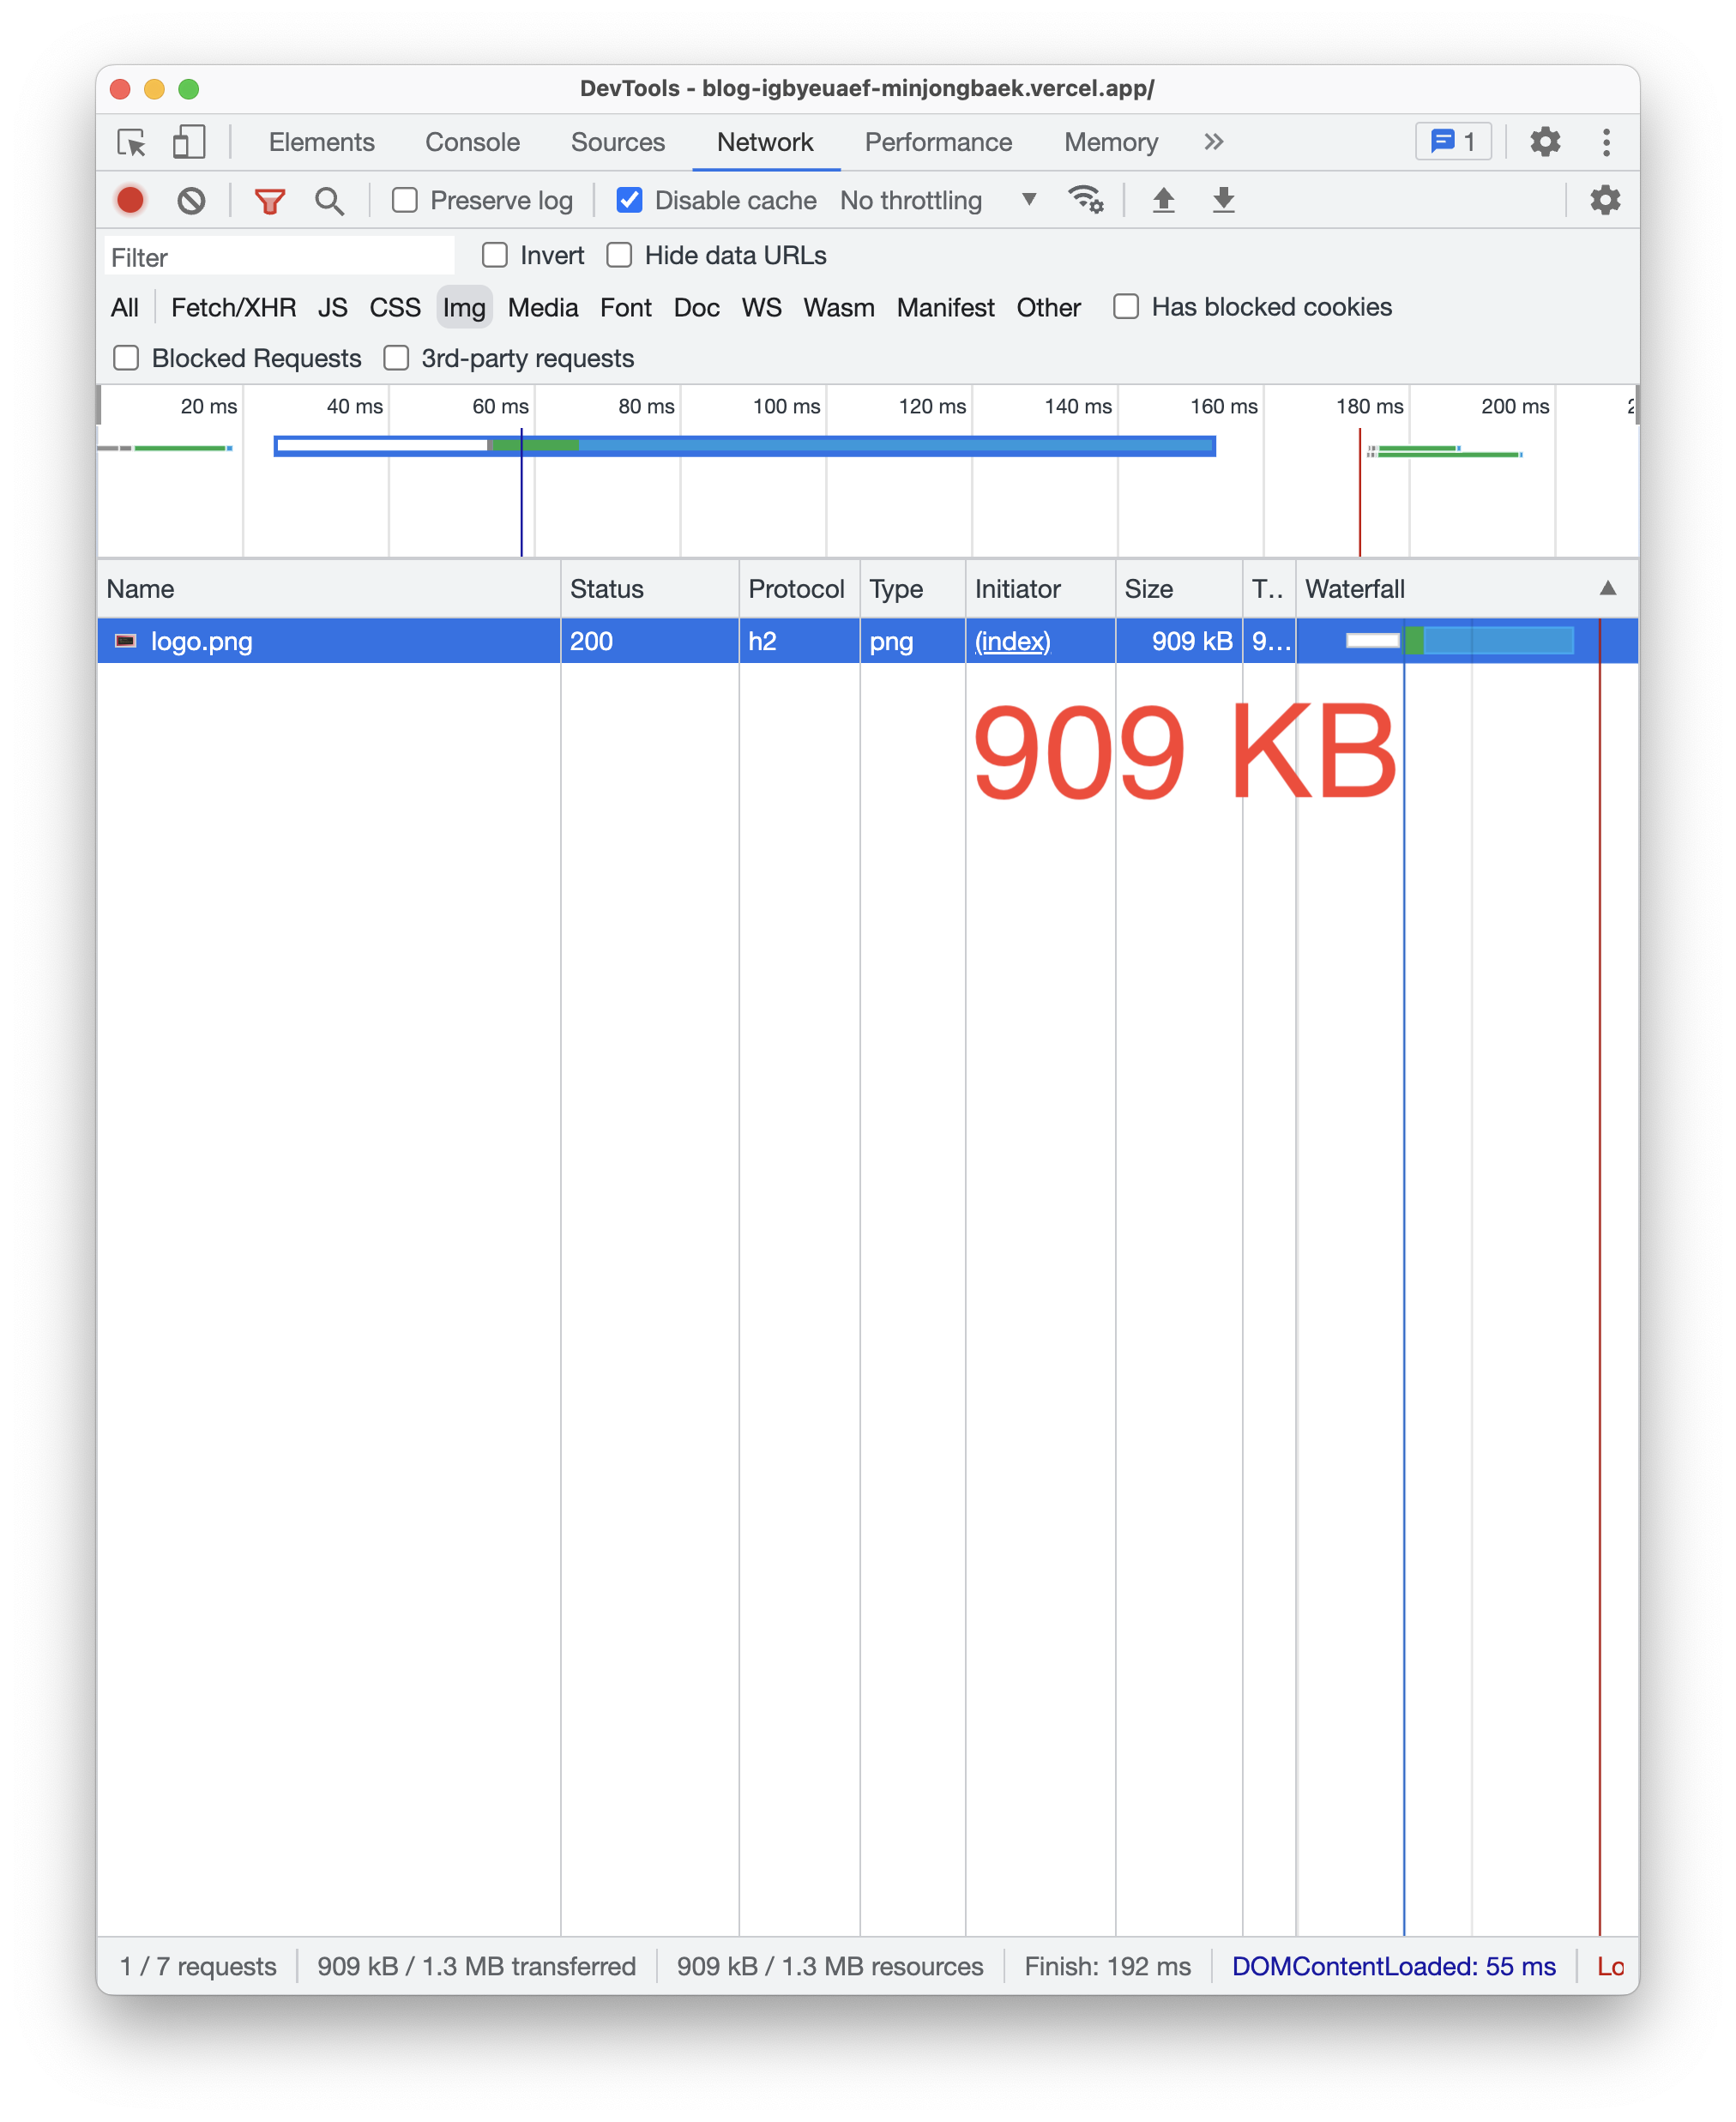 DevTools - blog-igbyeuaef-minjongbaek.vercel.app/
Elements Console Sources Network Performance Memory 1
Preserve log Disable cache No throttling
Filter Invert Hide data URLs
All Fetch/XHR JS CSS Img Media Font Doc WS Wasm Manifest Other Has blocked cookies
Blocked Requests 3rd-party requests
20 ms 40 ms 60 ms 80 ms 100 ms 120 ms 140 ms 160 ms 180 ms 200 ms
Name Status Protocol Type Initiator Size T.. Waterfall
logo.png 200 h2 png (index) 909 kB 9...
909 KB
1 / 7 requests 909 kB / 1.3 MB transferred 909 kB / 1.3 MB resources Finish: 192 ms DOMContentLoaded: 55 ms Lo